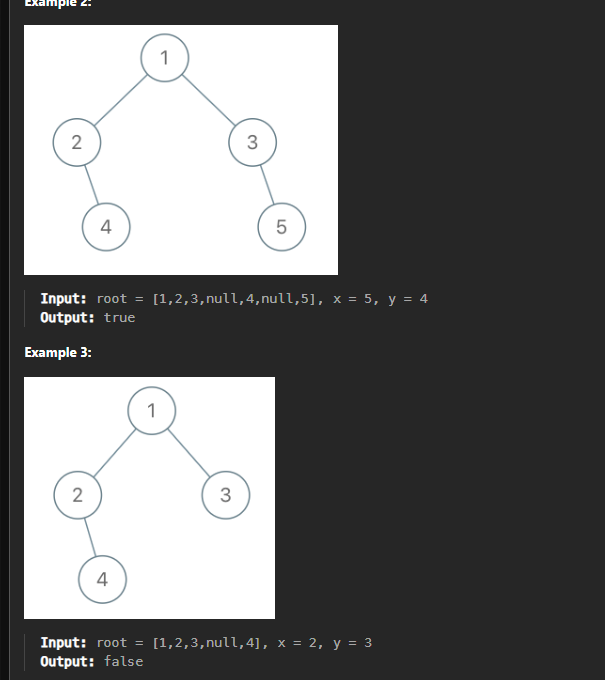 Example 2:
1
2
3
4
5
Input: root = [1,2,3,null,4,null,5], x = 5, y = 4
Output: true
Example 3:
1
2
3
4
Input: root = [1,2,3,null,4], x = 2, y = 3
Output: false